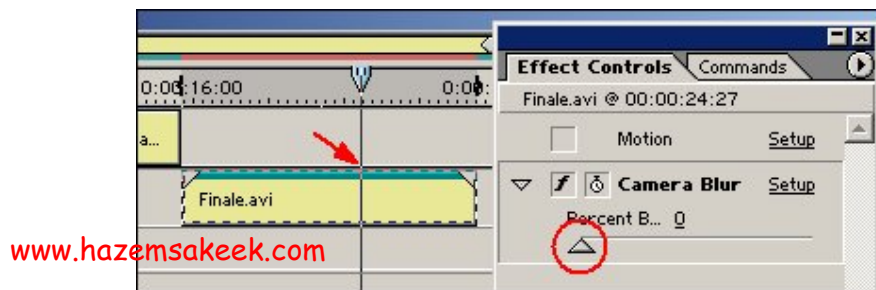 Effect Controls Commands
0:00:16:00 0:00:
Finale.avi @ 00:00:24:27
Motion Setup
a...
f Camera Blur Setup
Finale.avi
Percent B... 0
www.hazemsakeek.com